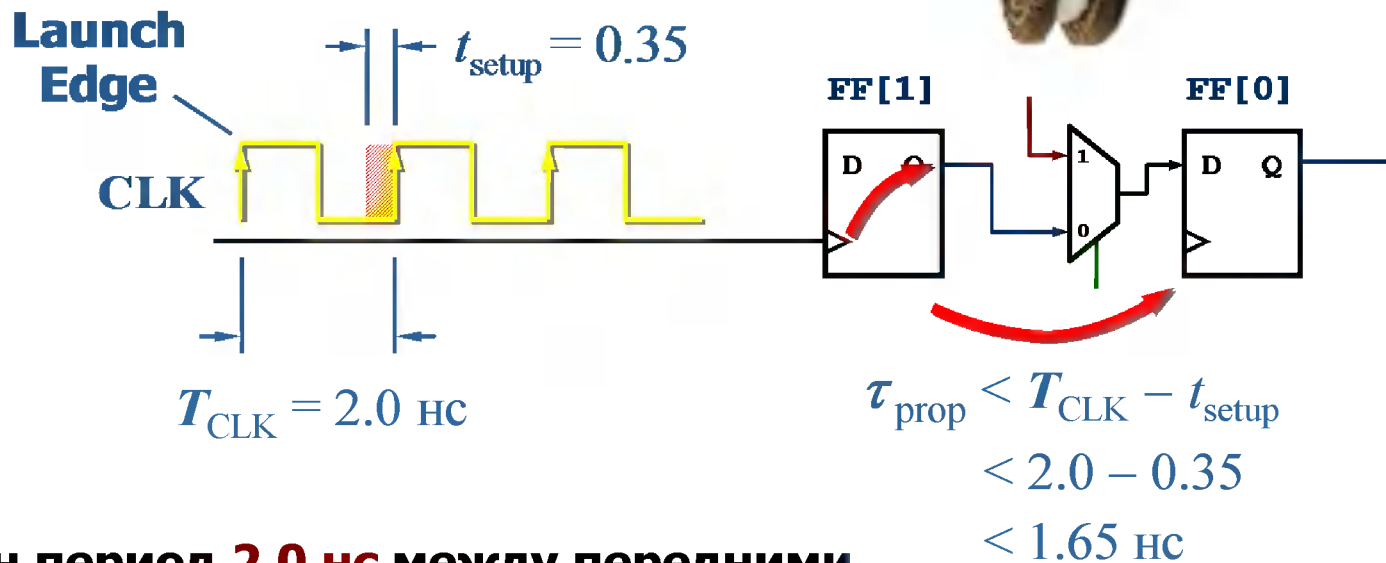 Launch
Edge
t_setup = 0.35
CLK
T_CLK = 2.0 нс
FF[1]
FF[0]
D Q
1
0
D Q
τ_prop < T_CLK – t_setup
< 2.0 – 0.35
< 1.65 нс
период 2.0 нс между передними